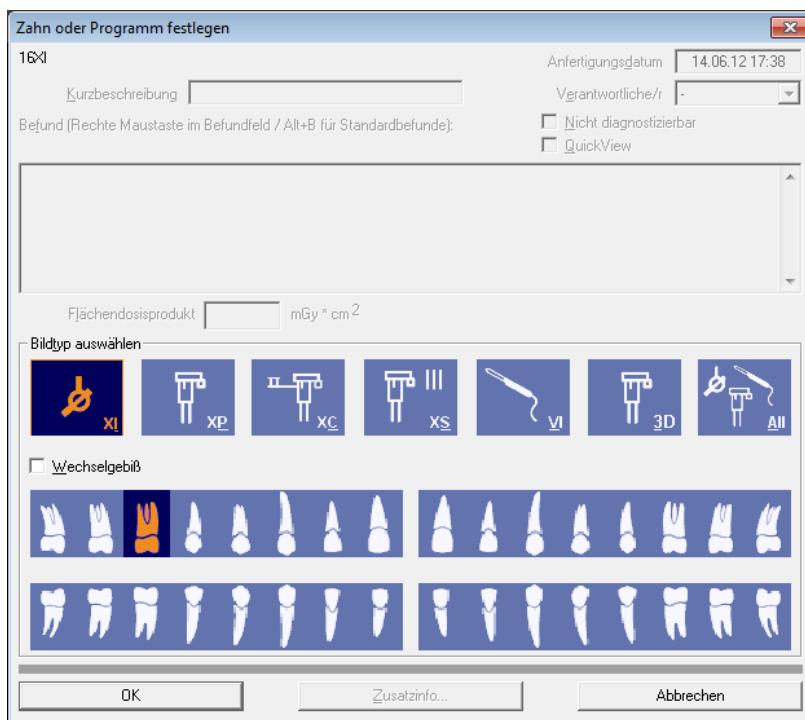 Zahn oder Programm festlegen
16XI
Anfertigungsdatum 14.06.12 17:38
Kurzbeschreibung
Verantwortliche/r -
Befund (Rechte Maustaste im Befundfeld / Alt+B für Standardbefunde):
Nicht diagnostizierbar
QuickView
Flächendosisprodukt mGy * cm²
Bildtyp auswählen
XI XP XC XS VI 3D All
Wechselgebiß
OK Zusatzinfo... Abbrechen